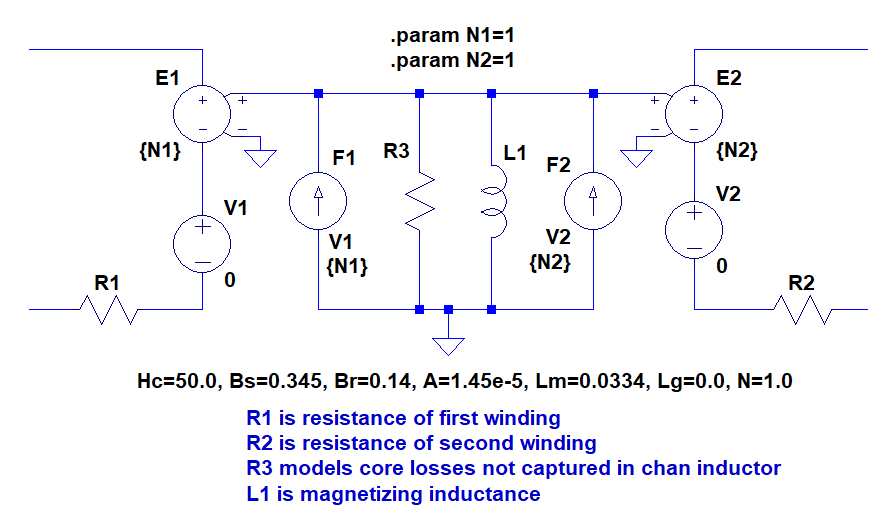 .param N1=1
.param N2=1
E1
E2
+
+
+
+
−
−
−
−
{N1}
{N2}
F1
R3
L1
F2
V1
V2
+
+
−
−
V1
{N1}
V2
{N2}
0
0
R1
R2
Hc=50.0, Bs=0.345, Br=0.14, A=1.45e-5, Lm=0.0334, Lg=0.0, N=1.0
R1 is resistance of first winding
R2 is resistance of second winding
R3 models core losses not captured in chan inductor
L1 is magnetizing inductance